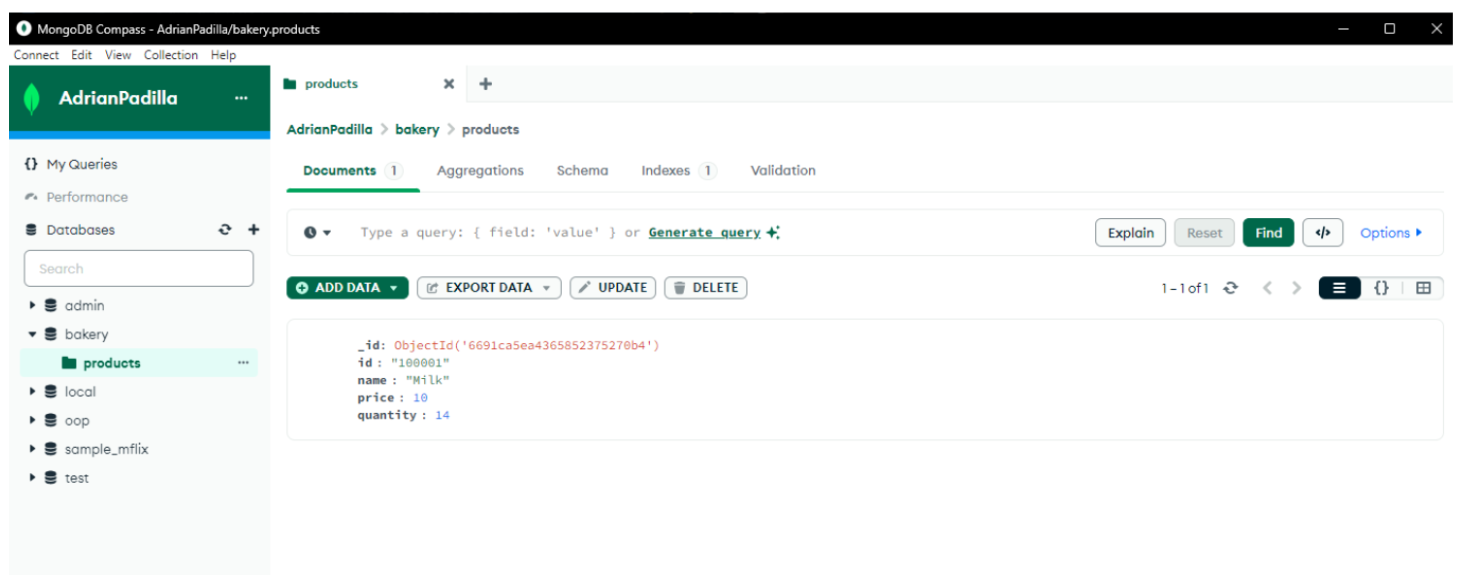 MongoDB Compass - AdrianPadilla/bakery.products
Connect Edit View Collection Help
AdrianPadilla
products
AdrianPadilla > bakery > products
{} My Queries
Performance
Databases
Search
admin
bakery
products
local
oop
sample_mflix
test
Documents 1 Aggregations Schema Indexes 1 Validation
Type a query: { field: 'value' } or Generate query
Explain Reset Find </> Options
ADD DATA EXPORT DATA UPDATE DELETE
1-1 of 1 {}
_id: ObjectId('6691ca5ea4365852375270b4')
id : "100001"
name : "Milk"
price : 10
quantity : 14